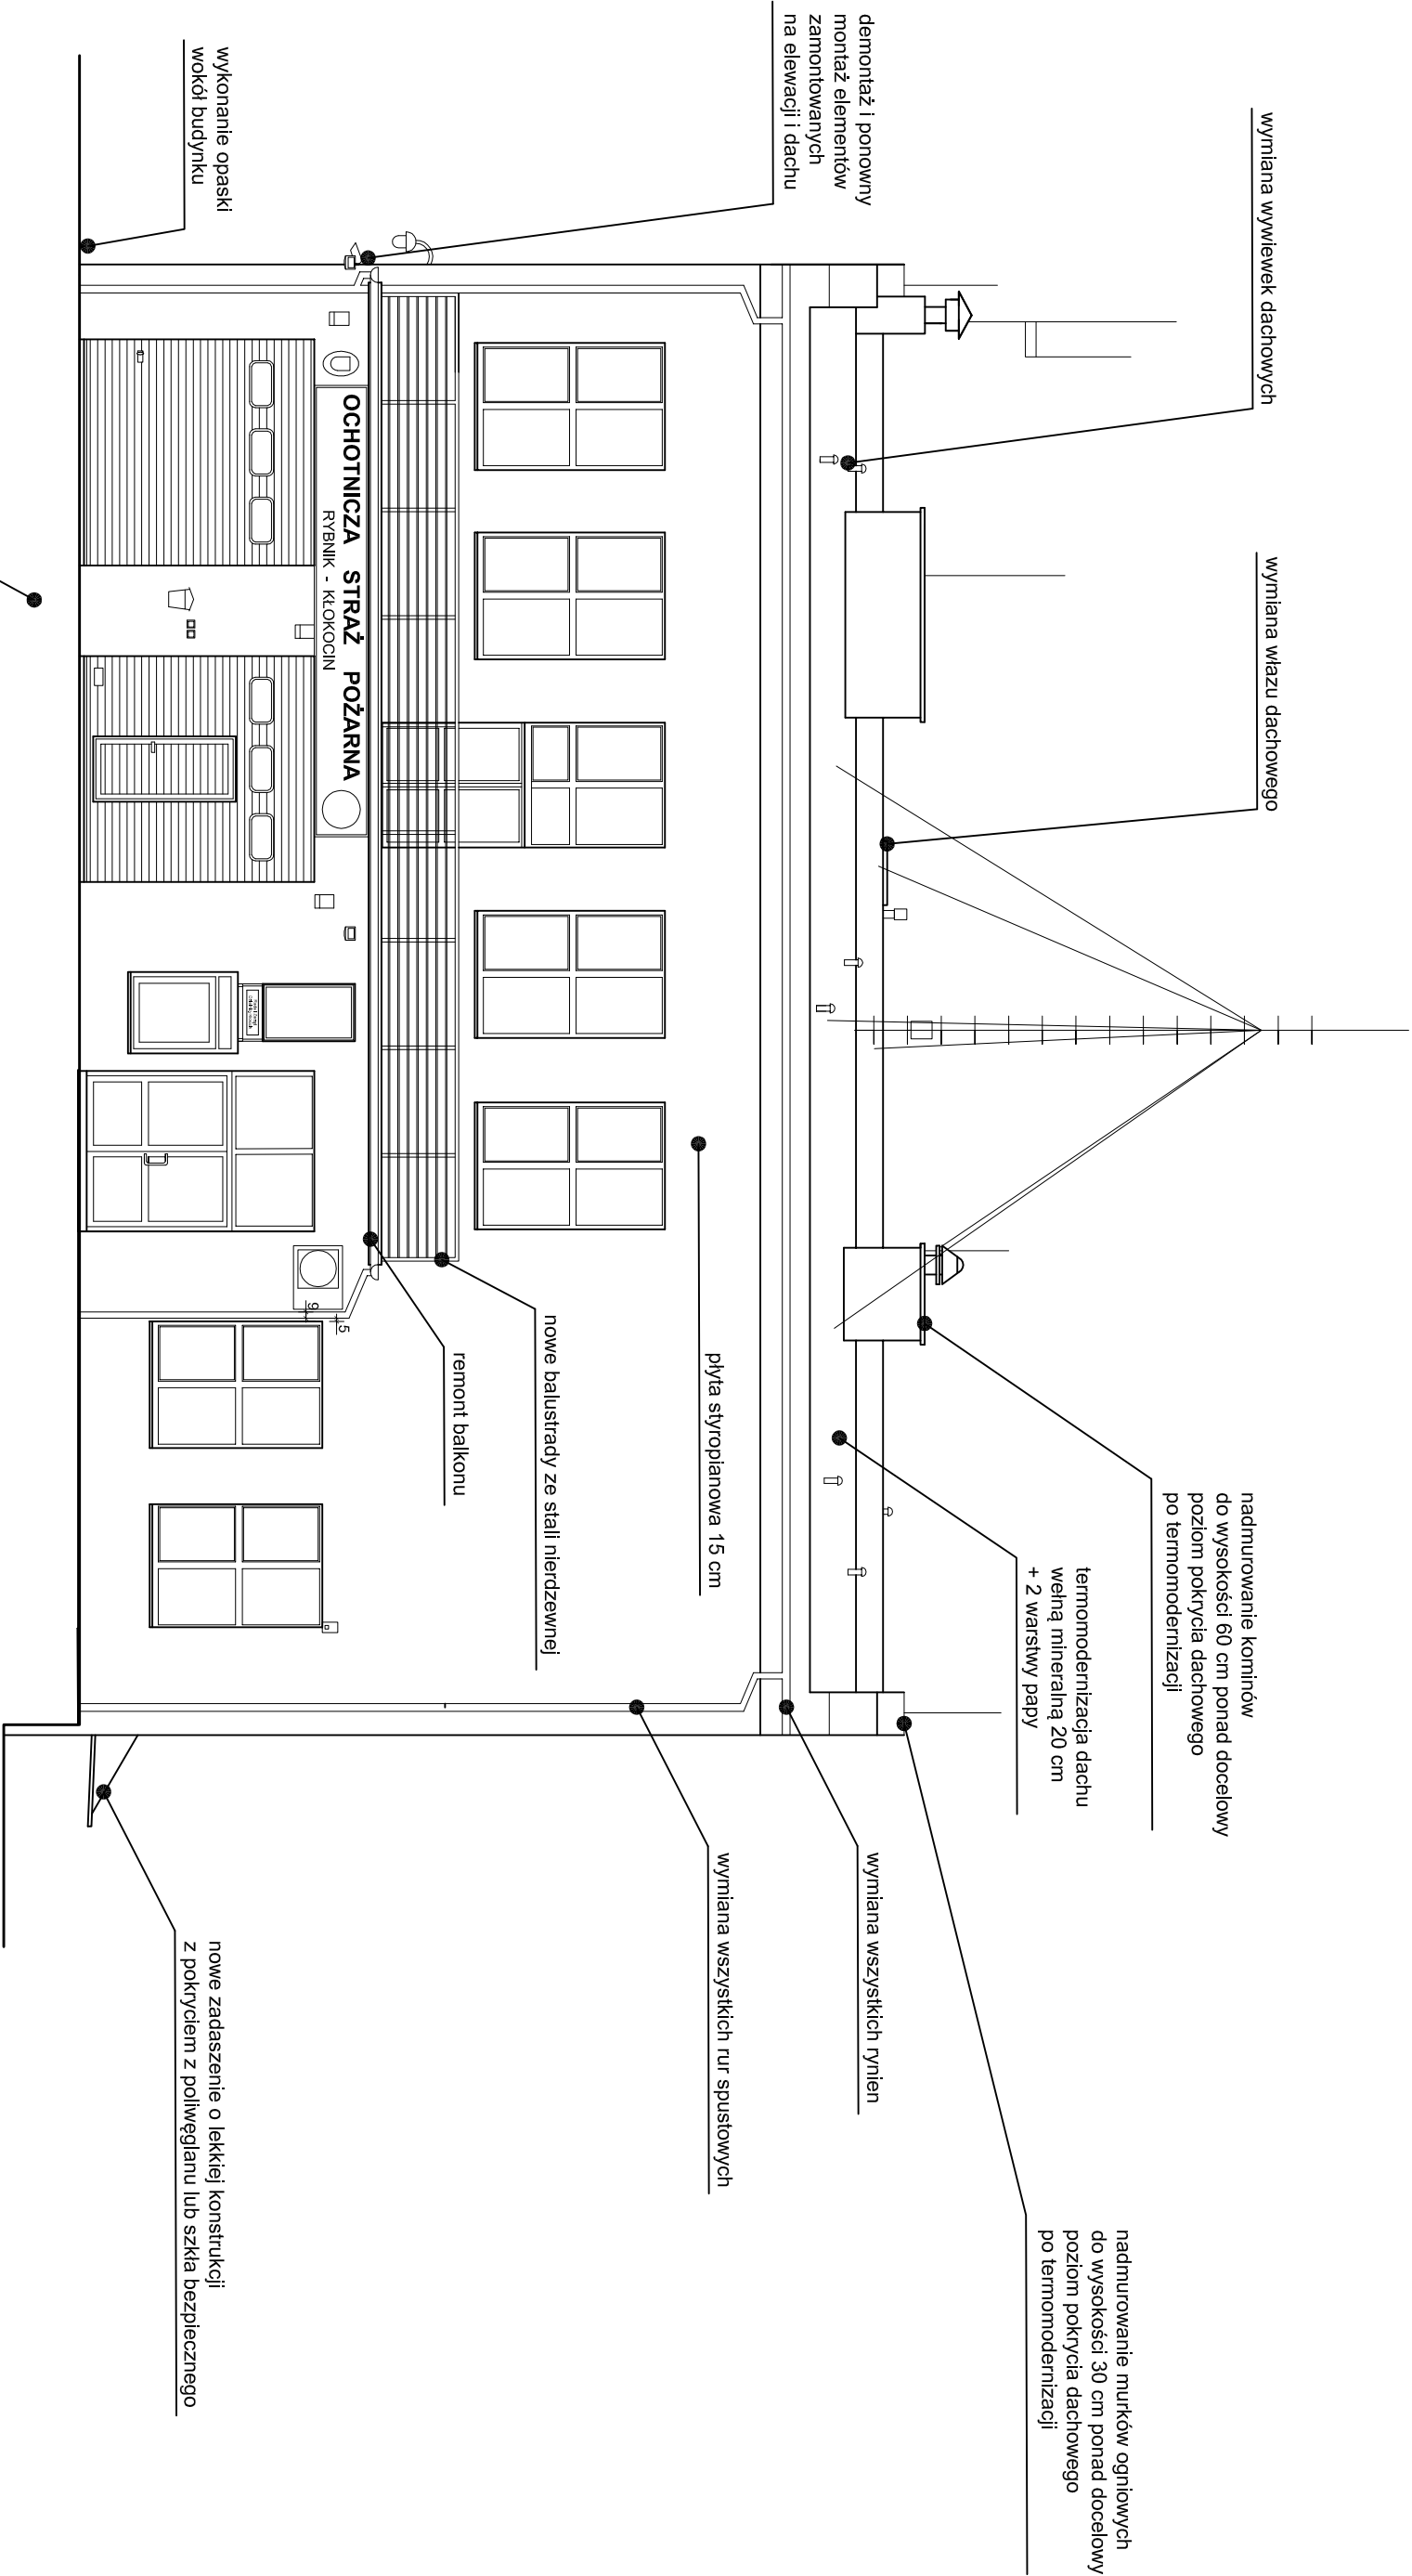 wymiana wywiewek dachowych
wymiana włazu dachowego
nadmurowanie kominów
do wysokości 60 cm ponad docelowy
poziom pokrycia dachowego
po termomodernizacji
nadmurowanie murków ogniowych
do wysokości 30 cm ponad docelowy
poziom pokrycia dachowego
po termomodernizacji
termomodernizacja dachu
wełną mineralną 20 cm
+ 2 warstwy papy
demontaż i ponowny
montaż elementów
zamontowanych
na elewacji i dachu
wymiana wszystkich rynien
płyta styropianowa 15 cm
wymiana wszystkich rur spustowych
nowe balustrady ze stali nierdzewnej
remont balkonu
OCHOTNICZA STRAŻ POŻARNA
RYBNIK - KŁOKOCIN
5
9
wykonanie opaski
wokół budynku
nowe zadaszenie o lekkiej konstrukcji
z pokryciem z poliwęglanu lub szkła bezpiecznego